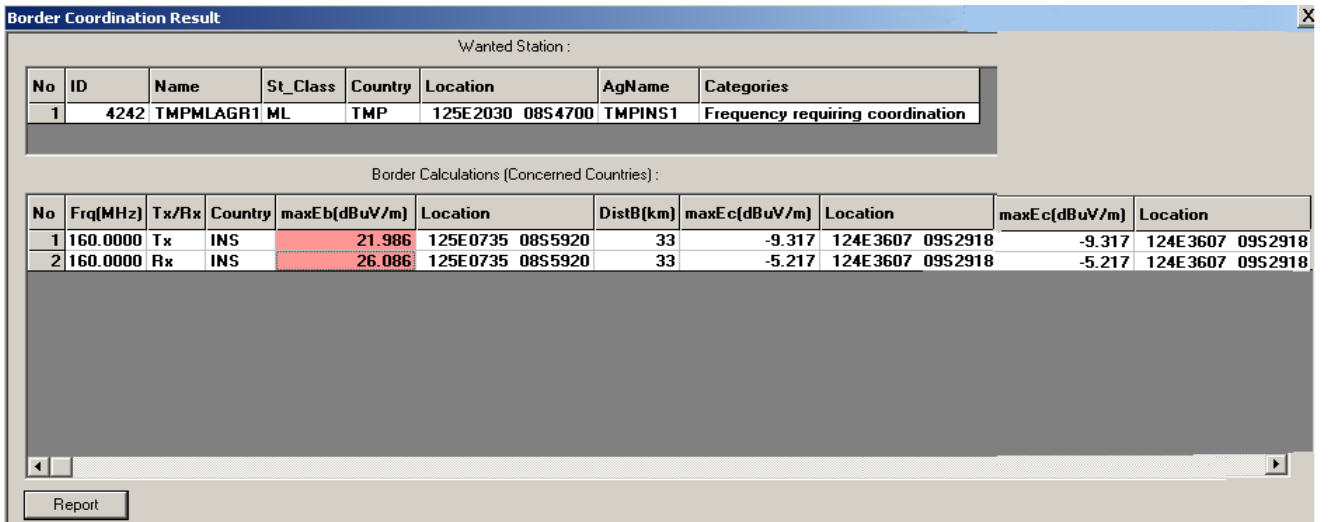 Border Coordination Result X
Wanted Station :
No ID Name St_Class Country Location AgName Categories
1 4242 TMPMLAGR1 ML TMP 125E2030 08S4700 TMPINS1 Frequency requiring coordination
Border Calculations (Concerned Countries) :
No Frq(MHz) Tx/Rx Country maxEb(dBuV/m) Location DistB(km) maxEc(dBuV/m) Location maxEc(dBuV/m) Location
1 160.0000 Tx INS 21.986 125E0735 08S5920 33 -9.317 124E3607 09S2918 -9.317 124E3607 09S2918
2 160.0000 Rx INS 26.086 125E0735 08S5920 33 -5.217 124E3607 09S2918 -5.217 124E3607 09S2918
Report